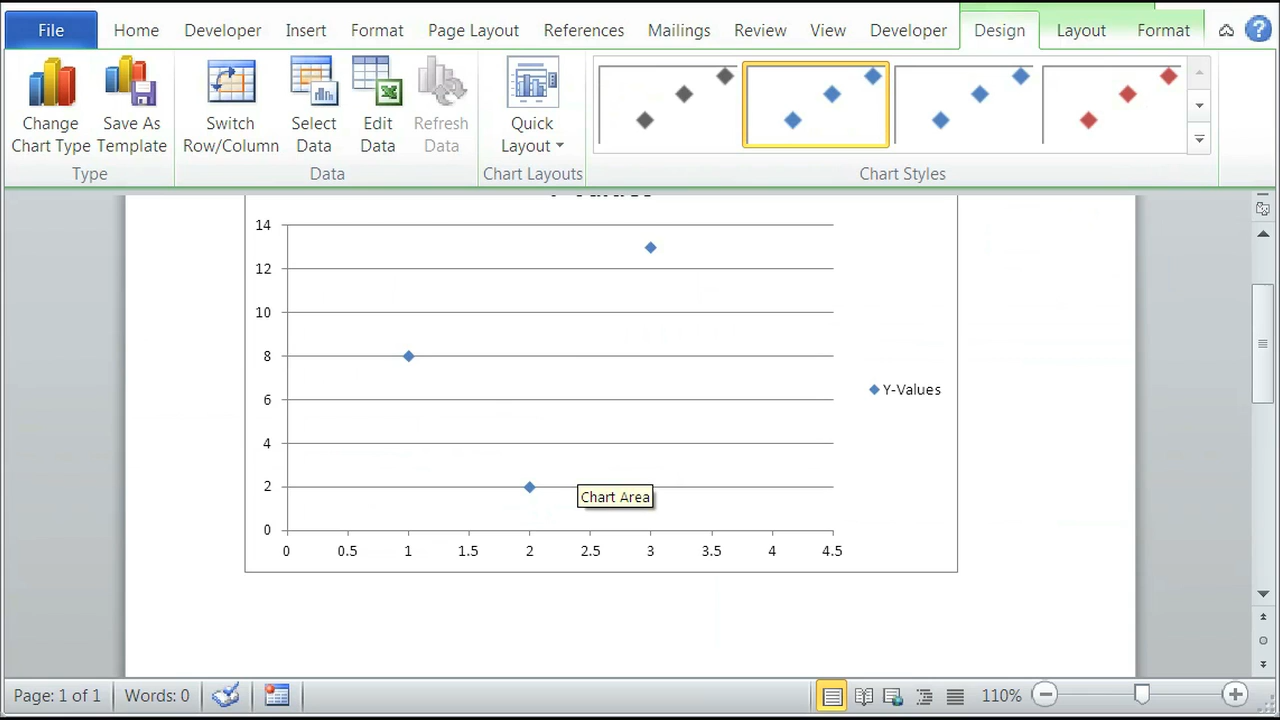 File Home Developer Insert Format Page Layout References Mailings Review View Developer Design Layout Format
Change Chart Type
Save As Template
Switch Row/Column
Select Data
Edit Data
Refresh Data
Quick Layout
Type
Data
Chart Layouts
Chart Styles
14
12
10
8
6
4
2
0
0 0.5 1 1.5 2 2.5 3 3.5 4 4.5
Y-Values
Chart Area
Page: 1 of 1 Words: 0 110%